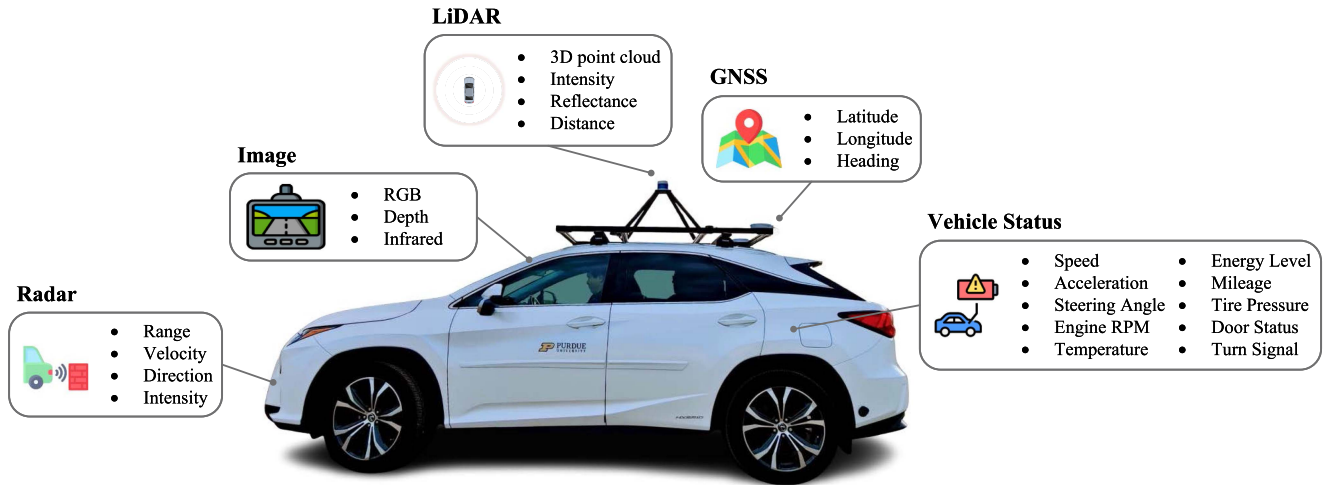 LiDAR
• 3D point cloud
• Intensity
• Reflectance
• Distance
GNSS
• Latitude
• Longitude
• Heading
Image
• RGB
• Depth
• Infrared
Vehicle Status
• Speed
• Acceleration
• Steering Angle
• Engine RPM
• Temperature
• Energy Level
• Mileage
• Tire Pressure
• Door Status
• Turn Signal
Radar
• Range
• Velocity
• Direction
• Intensity
P PURDUE
UNIVERSITY
HYBRID